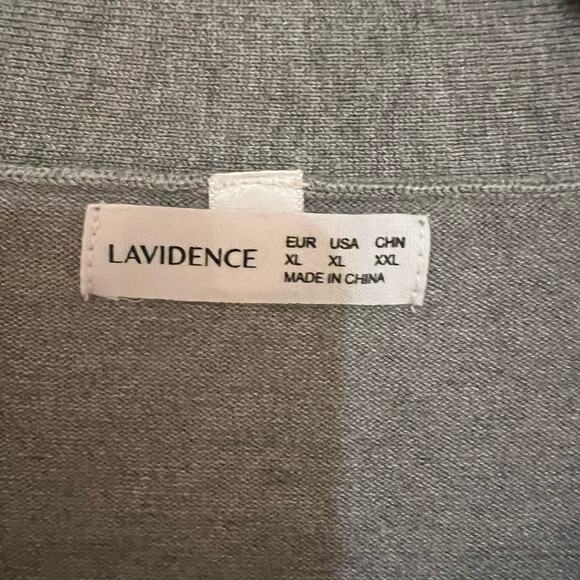 LAVIDENCE
EUR USA CHN
XL XL XXL
MADE IN CHINA